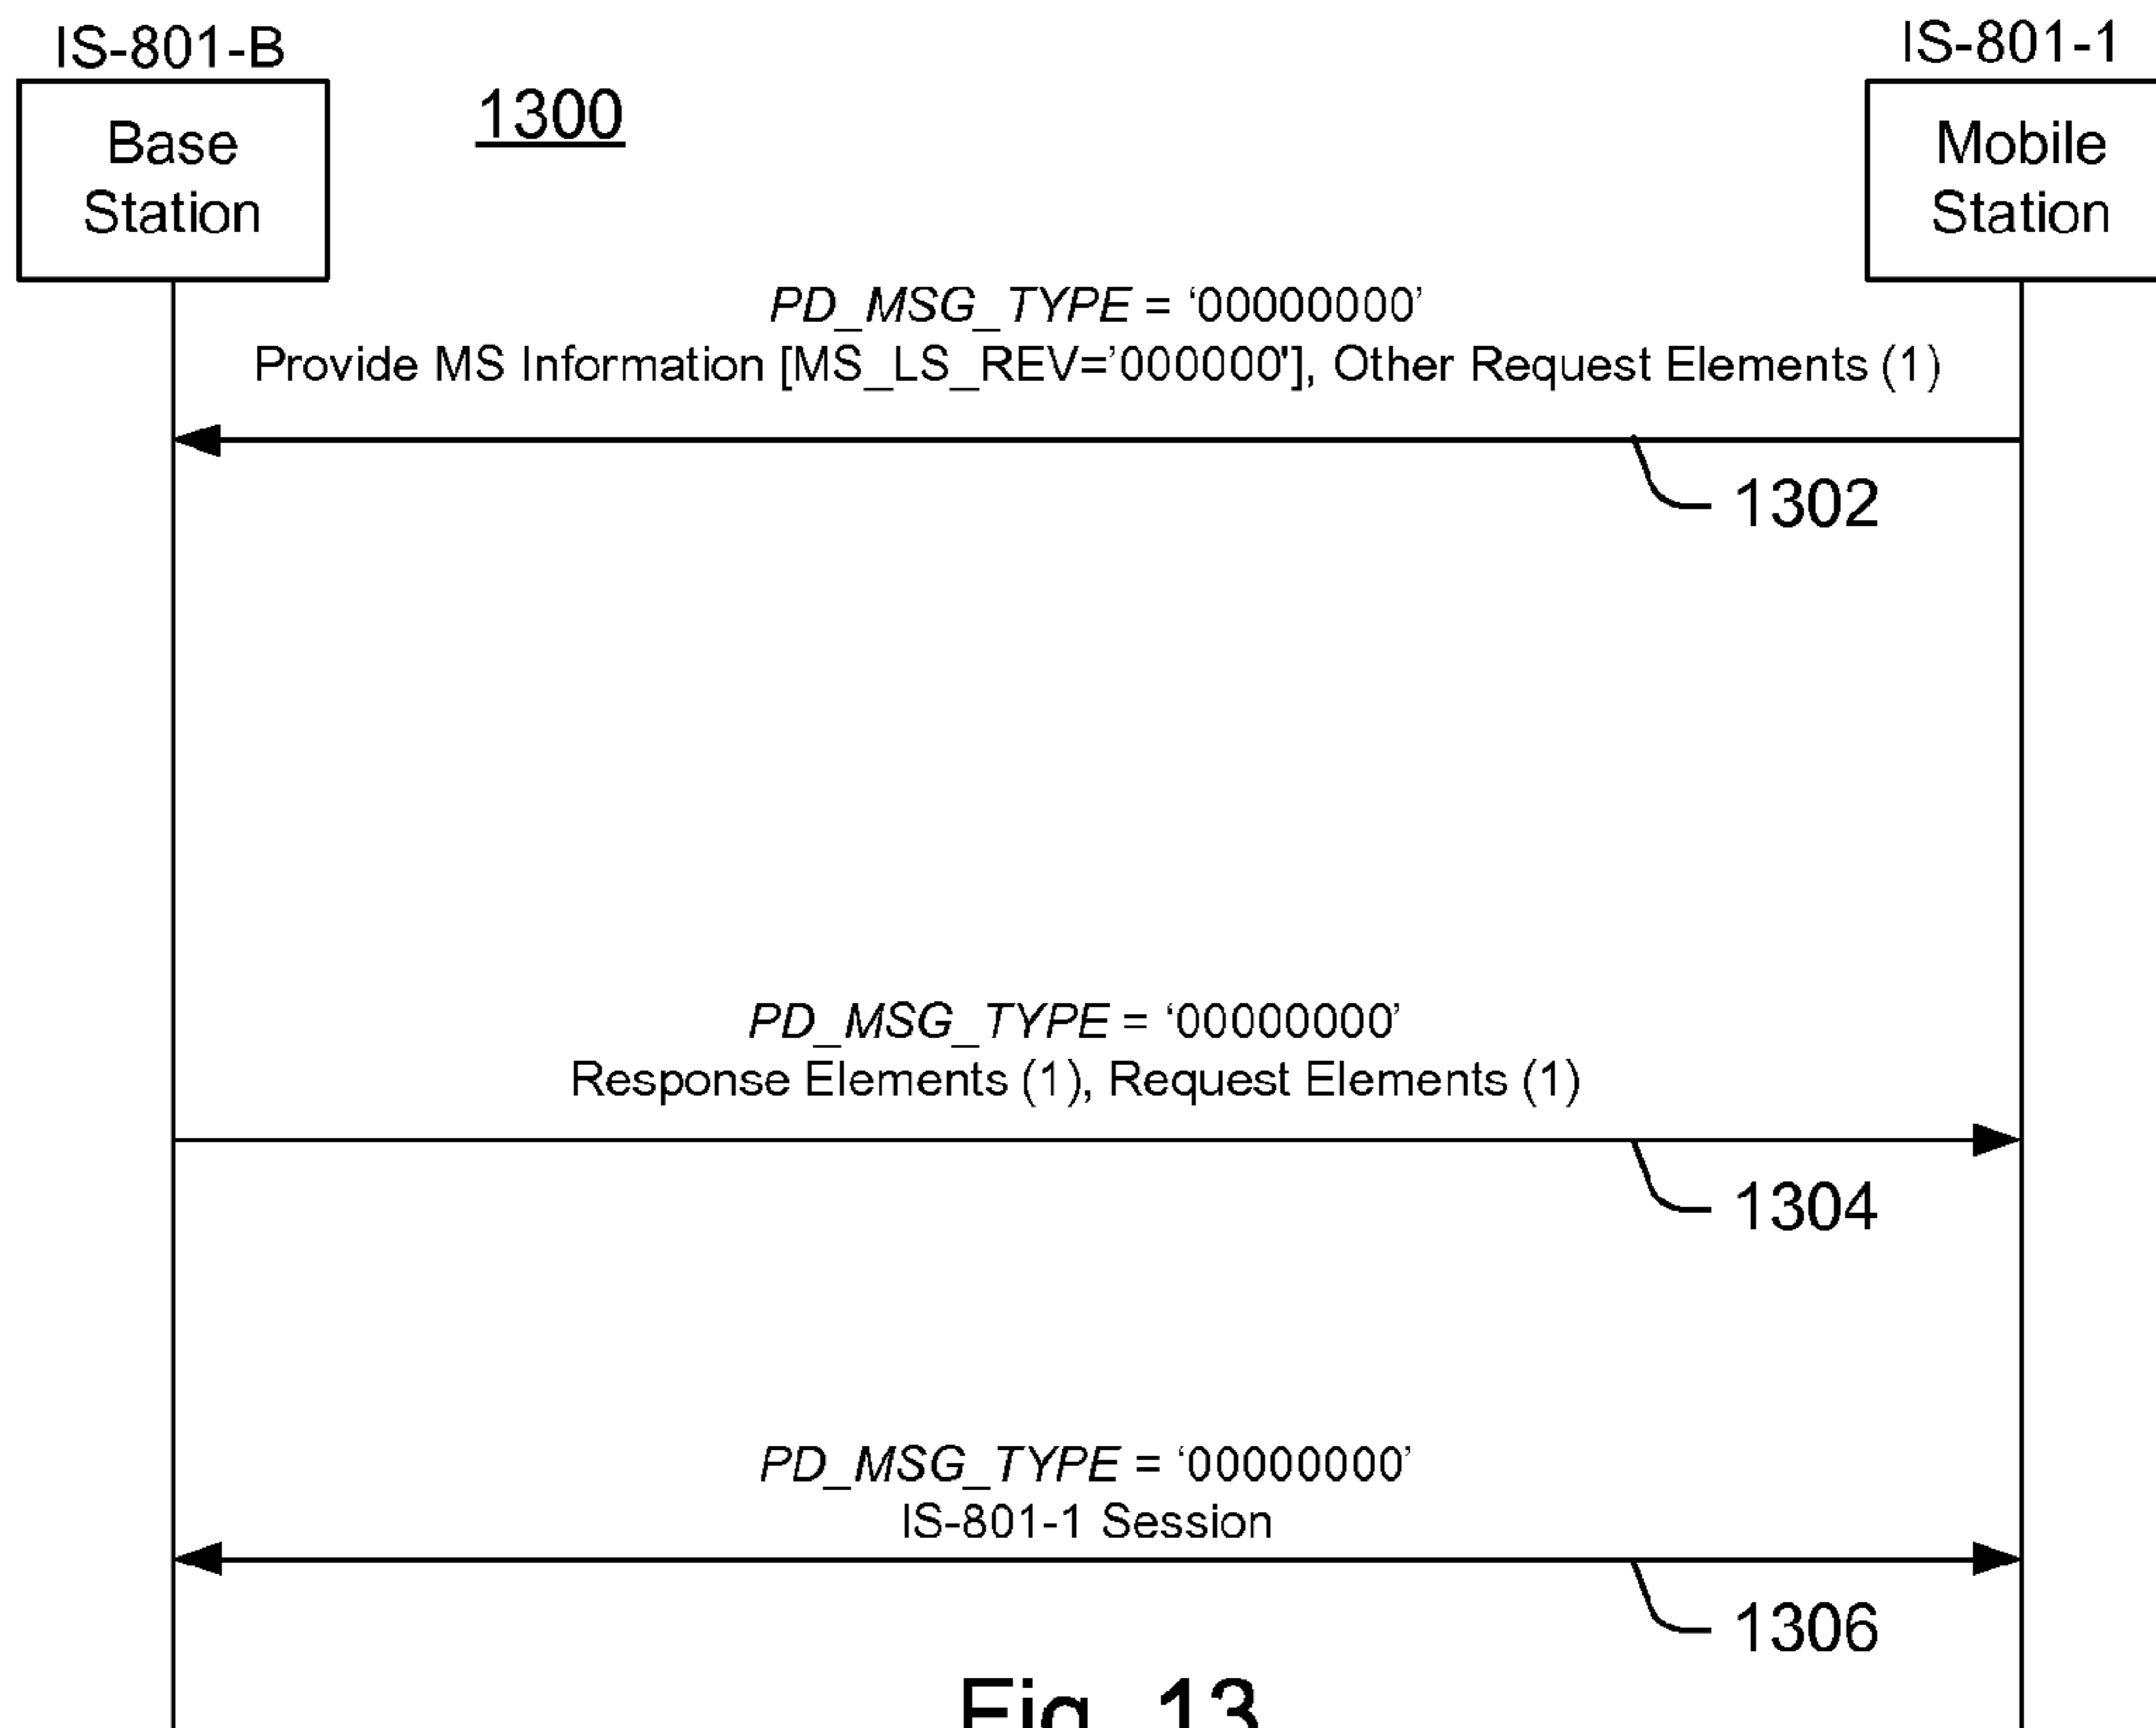 IS-801-B
IS-801-1
Base
Station
1300
Mobile
Station
PD_MSG_TYPE = ‘00000000’
Provide MS Information [MS_LS_REV=’000000'], Other Request Elements (1)
1302
PD_MSG_TYPE = ‘00000000’
Response Elements (1), Request Elements (1)
1304
PD_MSG_TYPE = ‘00000000’
IS-801-1 Session
1306
Fig. 13